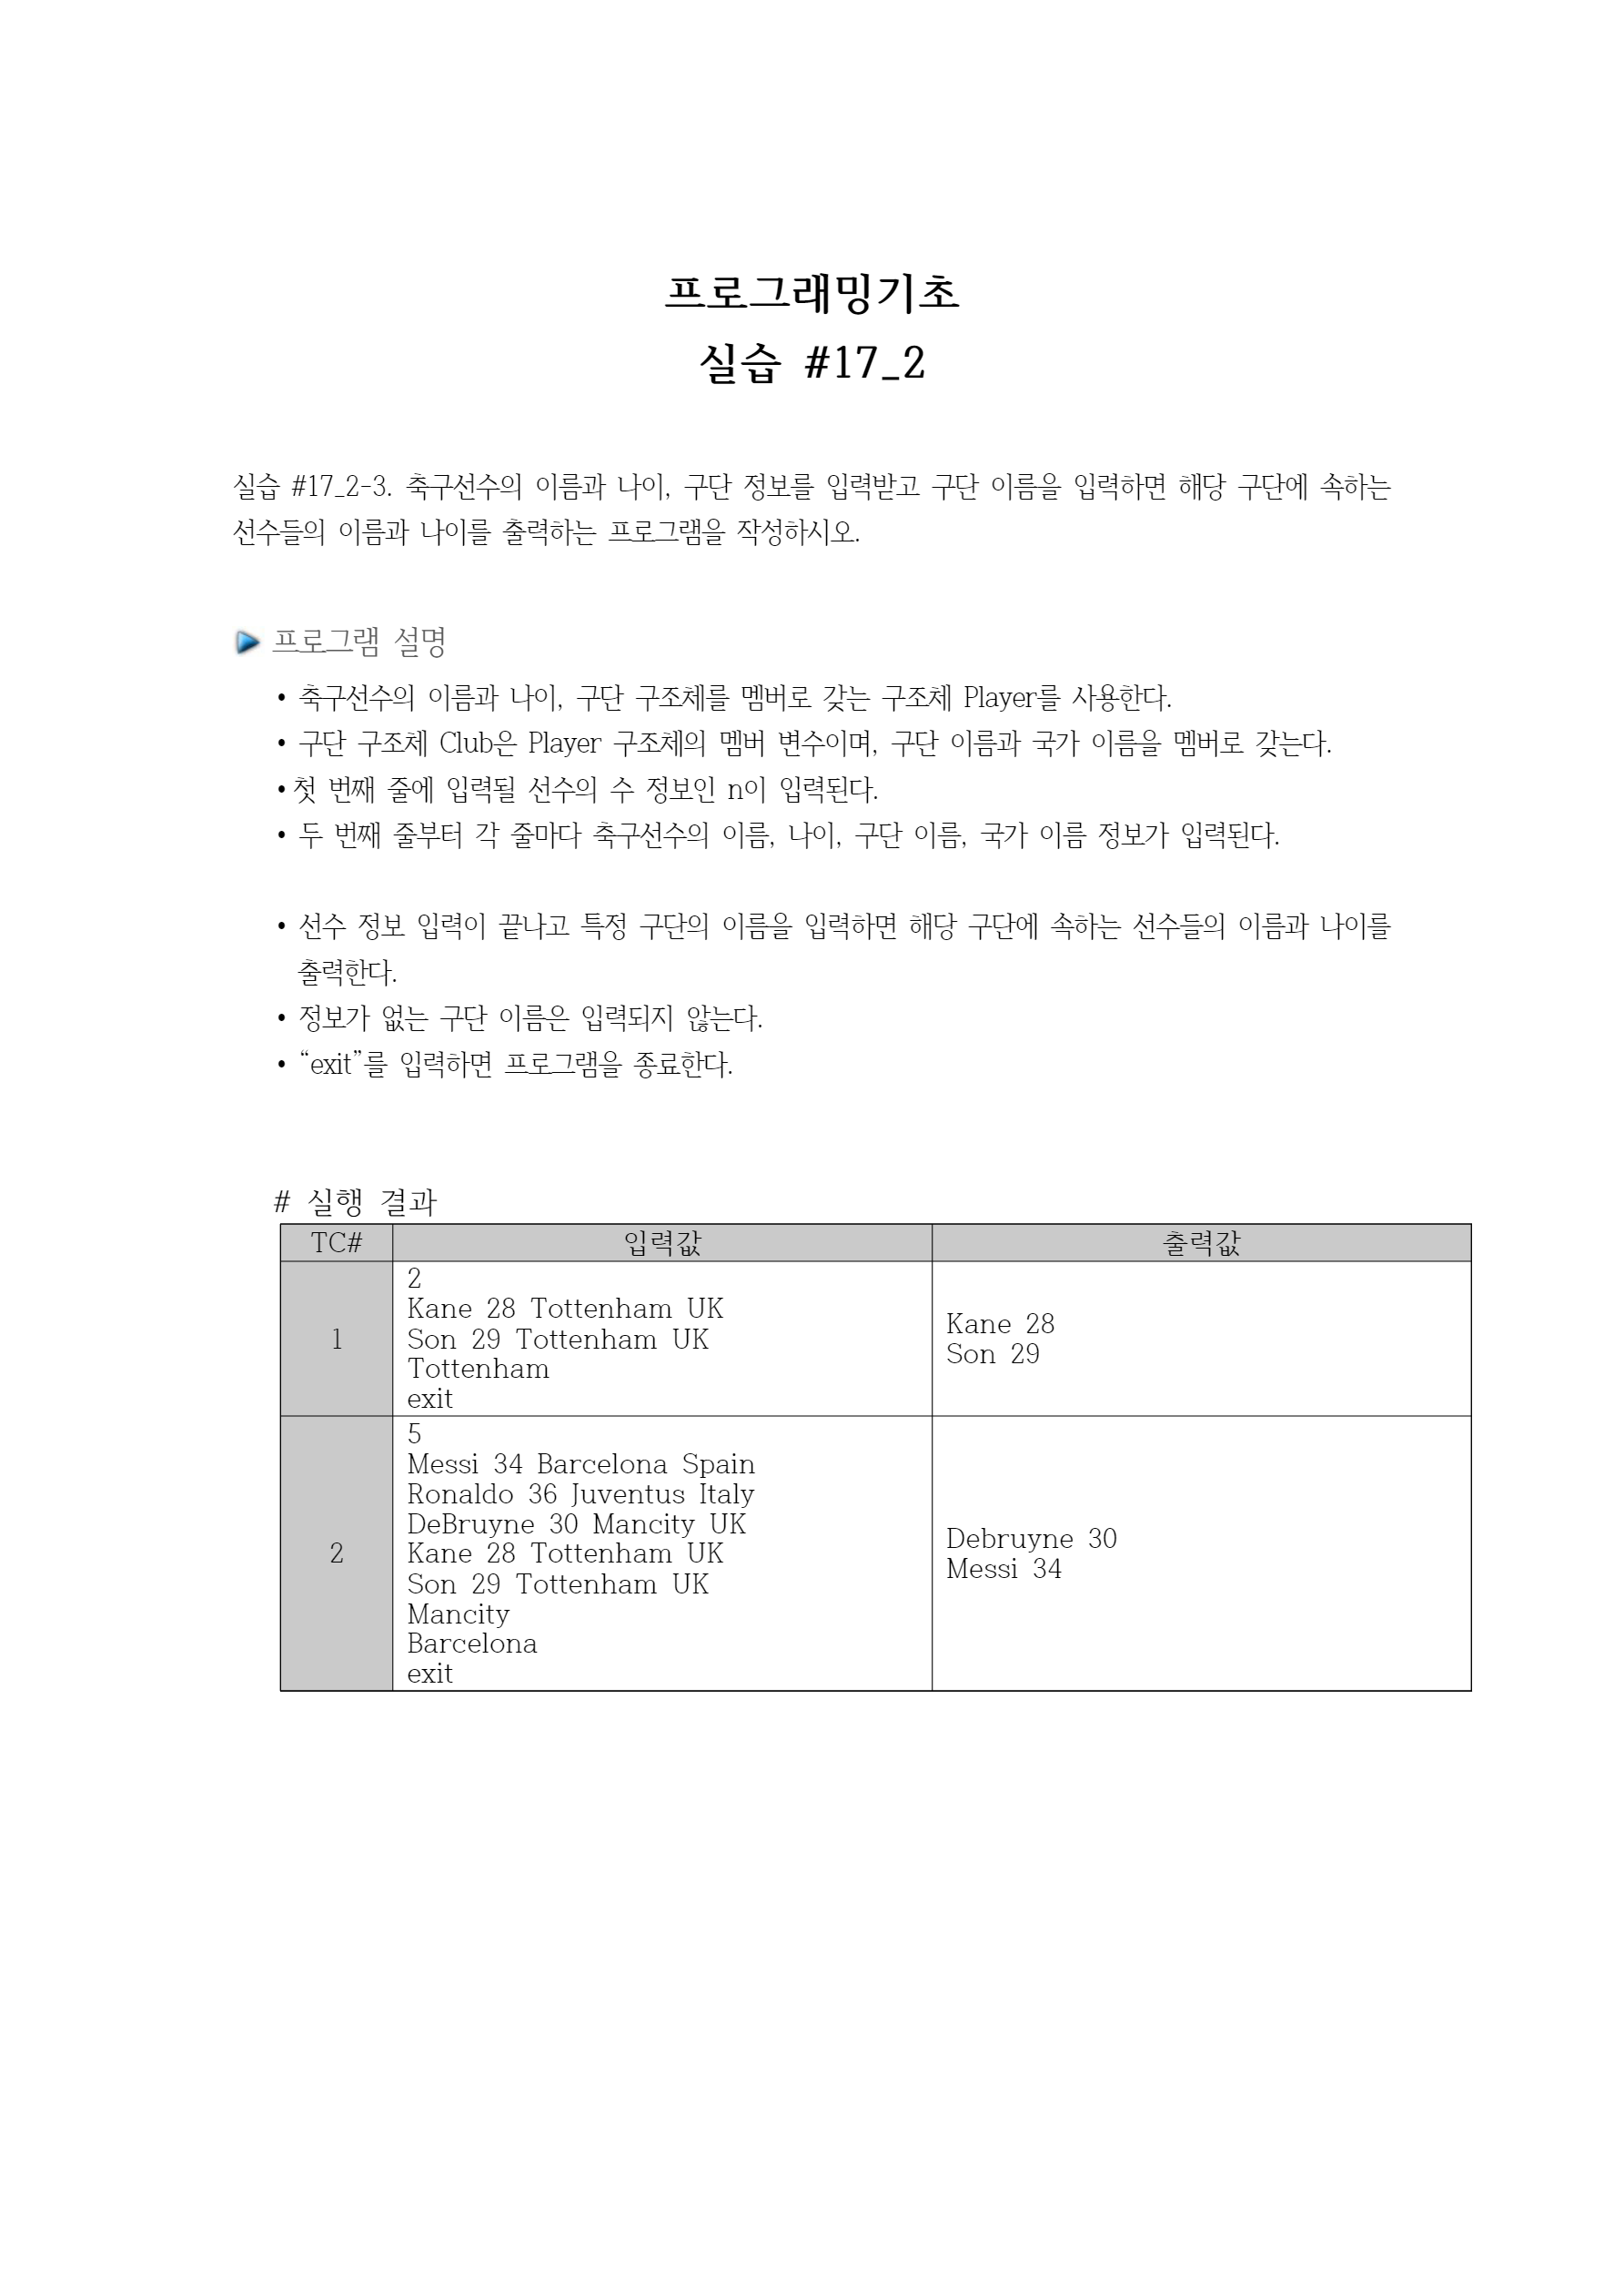 프로그래밍기초
실습 #17_2
실습 #17_2-3. 축구선수의 이름과 나이, 구단 정보를 입력받고 구단 이름을 입력하면 해당 구단에 속하는
선수들의 이름과 나이를 출력하는 프로그램을 작성하시오.
프로그램 설명
• 축구선수의 이름과 나이, 구단 구조체를 멤버로 갖는 구조체 Player를 사용한다.
• 구단 구조체 Club은 Player 구조체의 멤버 변수이며, 구단 이름과 국가 이름을 멤버로 갖는다.
• 첫 번째 줄에 입력될 선수의 수 정보인 n이 입력된다.
• 두 번째 줄부터 각 줄마다 축구선수의 이름, 나이, 구단 이름, 국가 이름 정보가 입력된다.
• 선수 정보 입력이 끝나고 특정 구단의 이름을 입력하면 해당 구단에 속하는 선수들의 이름과 나이를
출력한다.
• 정보가 없는 구단 이름은 입력되지 않는다.
• “exit”를 입력하면 프로그램을 종료한다.
# 실행 결과
TC# 입력값 출력값
1
2
Kane 28 Tottenham UK
Son 29 Tottenham UK
Tottenham
exit
Kane 28
Son 29
2
5
Messi 34 Barcelona Spain
Ronaldo 36 Juventus Italy
DeBruyne 30 Mancity UK
Kane 28 Tottenham UK
Son 29 Tottenham UK
Mancity
Barcelona
exit
Debruyne 30
Messi 34